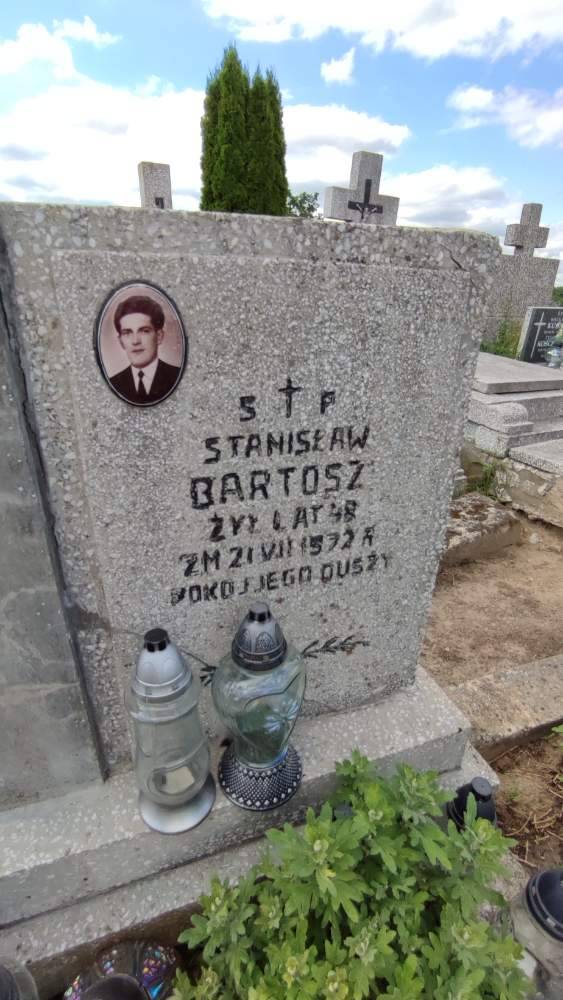 S † P
STANISŁAW
BARTOSZ
ŻYŁ LAT 48
ZM 21 VII 1972 R
POKÓJ JEGO DUSZY